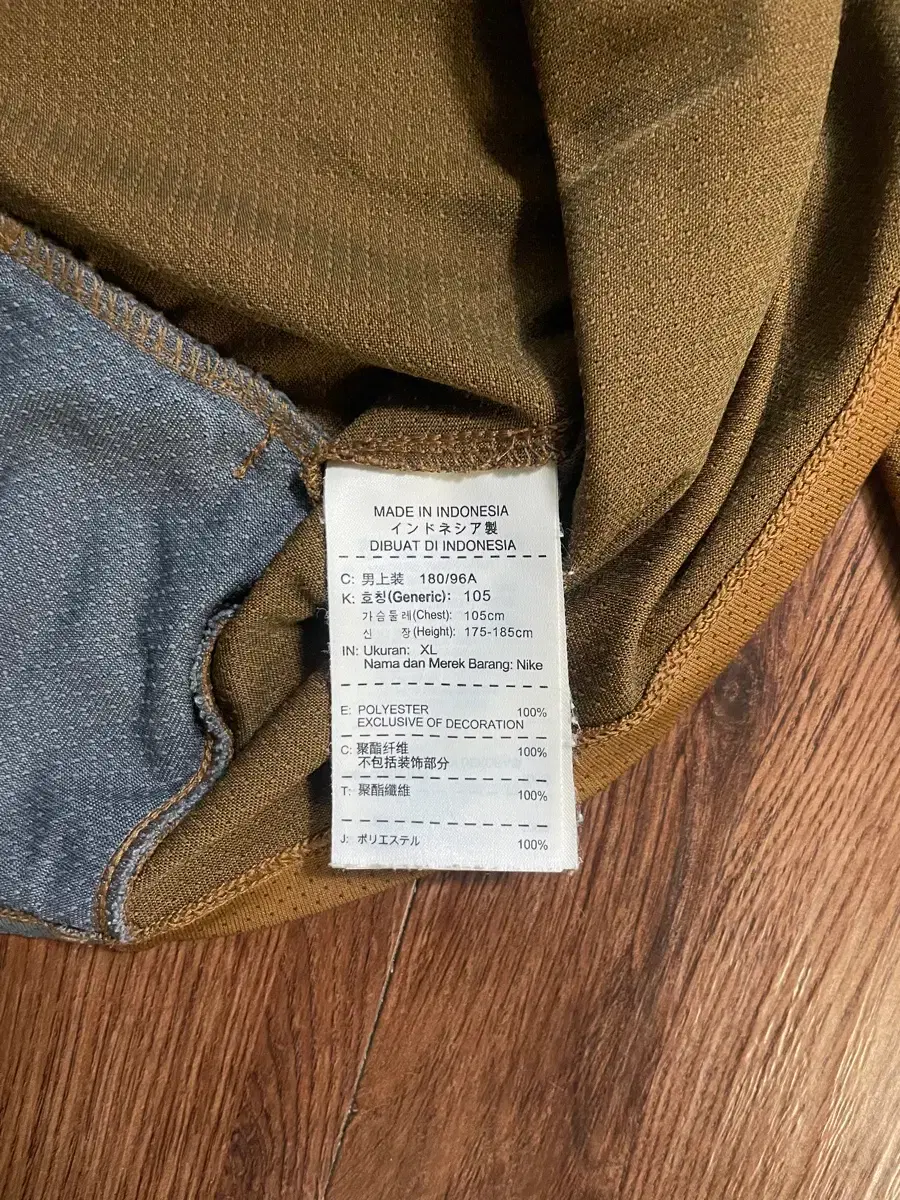 MADE IN INDONESIA
インドネシア製
DIBUAT DI INDONESIA
C: 男上装 180/96A
K: 호칭(Generic): 105
가슴둘레(Chest): 105cm
신 장(Height): 175-185cm
IN: Ukuran: XL
Nama dan Merek Barang: Nike
E: POLYESTER 100%
EXCLUSIVE OF DECORATION
C: 聚酯纤维 100%
不包括装饰部分
T: 聚酯纖維 100%
J: ポリエステル 100%